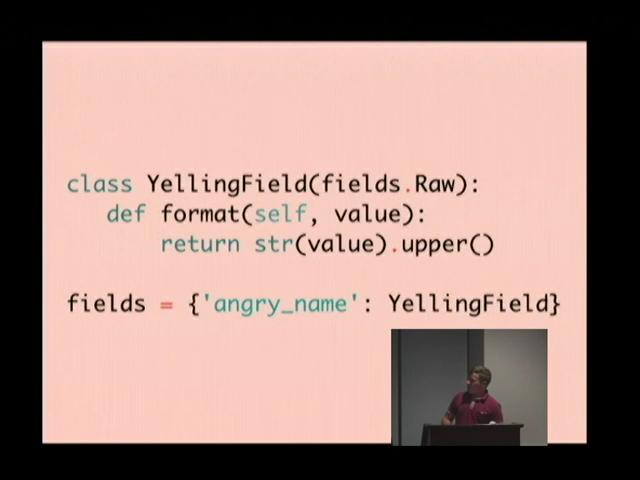 class YellingField(fields.Raw):
def format(self, value):
return str(value).upper()
fields = {'angry_name': YellingField}